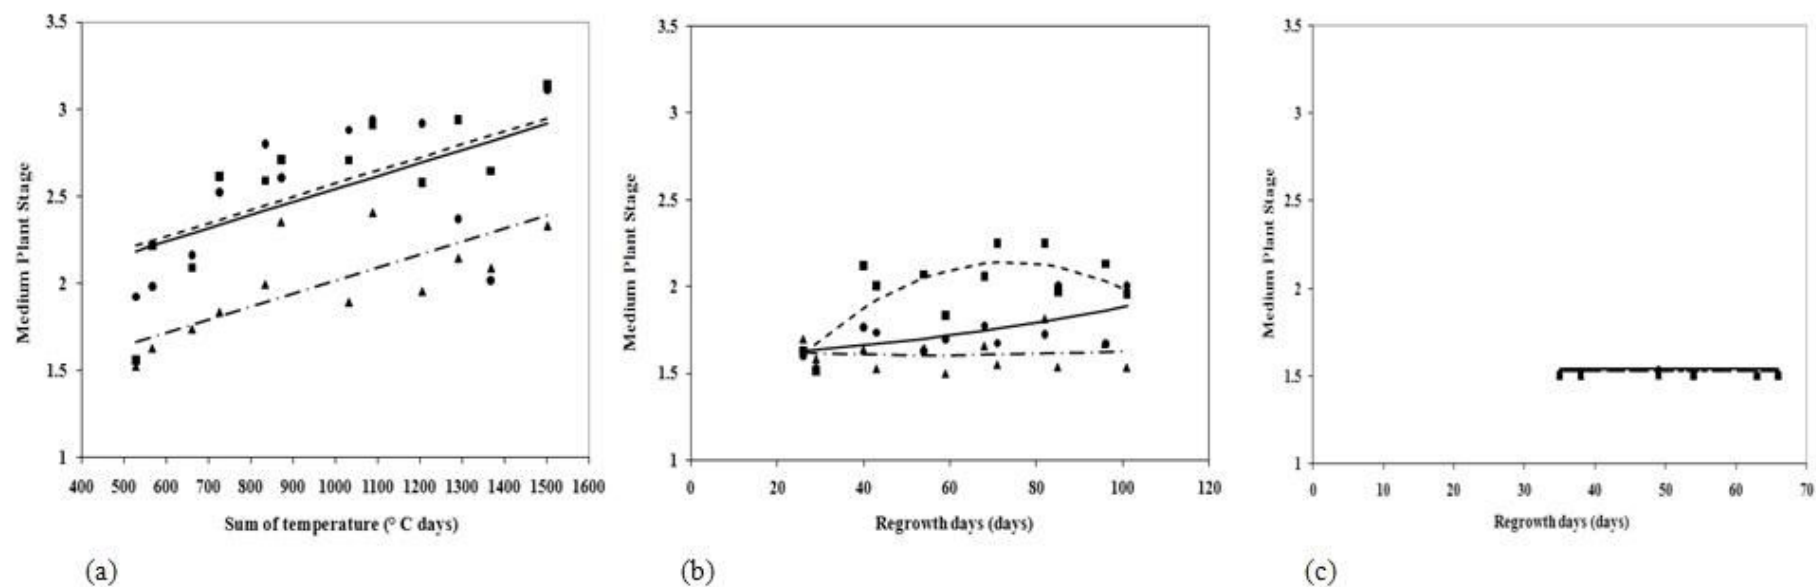 3.5
3
2.5
2
1.5
1
Medium Plant Stage
400 500 600 700 800 900 1000 1100 1200 1300 1400 1500 1600
Sum of temperature (° C days)
(a)
3.5
3
2.5
2
1.5
1
Medium Plant Stage
0 20 40 60 80 100 120
Regrowth days (days)
(b)
3.5
3
2.5
2
1.5
1
Medium Plant Stage
0 10 20 30 40 50 60 70
Regrowth days (days)
(c)